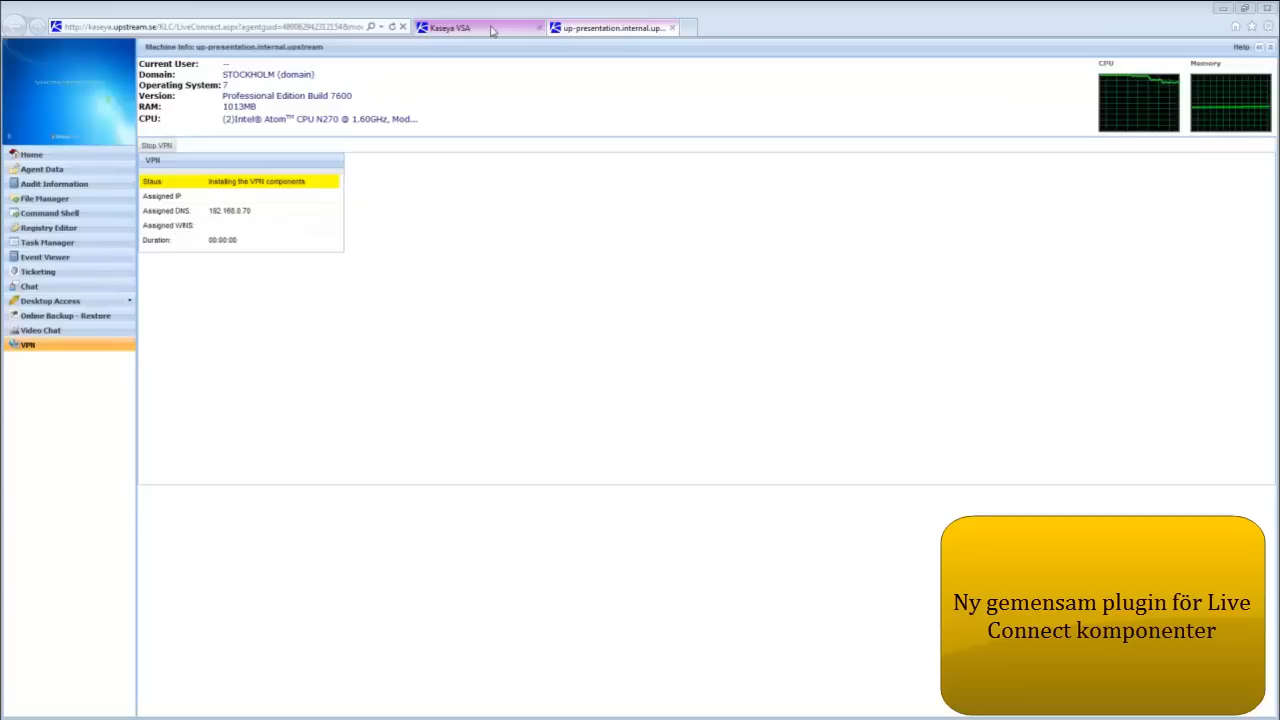 http://kaseya.upstream.se/KLC/LiveConnect.aspx?agentguid=480062942312154&mod
Kaseya VSA
up-presentation.internal.up...
Machine Info: up-presentation.internal.upstream
Help
Current User: --
Domain: STOCKHOLM (domain)
Operating System: 7
Version: Professional Edition Build 7600
RAM: 1013MB
CPU: (2)Intel® Atom™ CPU N270 @ 1.60GHz, Mod...
CPU
Memory
Home
Agent Data
Audit Information
File Manager
Command Shell
Registry Editor
Task Manager
Event Viewer
Ticketing
Chat
Desktop Access
Online Backup - Restore
Video Chat
VPN
Stop VPN
VPN
Staus: Installing the VPN components
Assigned IP:
Assigned DNS: 192.168.0.70
Assigned WINS:
Duration: 00:00:00
Ny gemensam plugin för Live
Connect komponenter